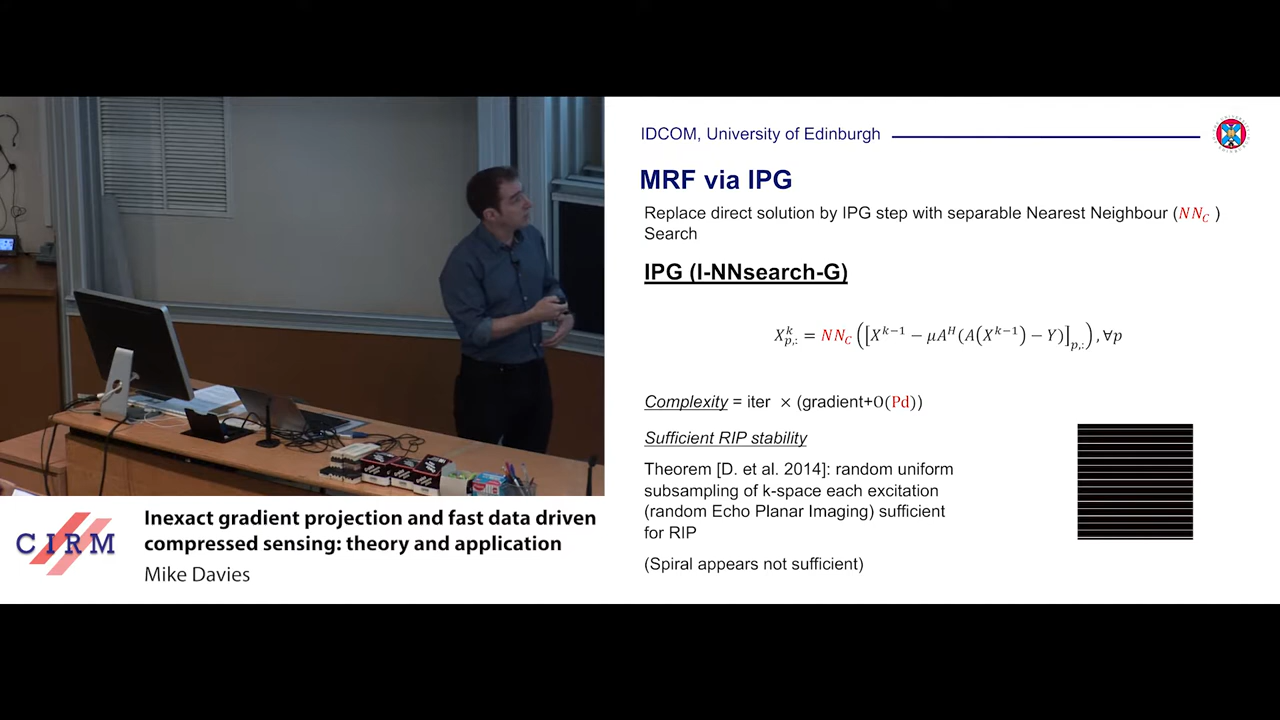 IDCOM, University of Edinburgh
MRF via IPG
Replace direct solution by IPG step with separable Nearest Neighbour (NN_C )
Search
IPG (I-NNsearch-G)
X^k_{p,:} = NN_C ([X^{k−1} − μA^H(A(X^{k−1}) − Y)]_{p,:}) , ∀p
Complexity = iter × (gradient+O(Pd))
Sufficient RIP stability
Theorem [D. et al. 2014]: random uniform
subsampling of k-space each excitation
(random Echo Planar Imaging) sufficient
for RIP
(Spiral appears not sufficient)
CIRM
Inexact gradient projection and fast data driven
compressed sensing: theory and application
Mike Davies